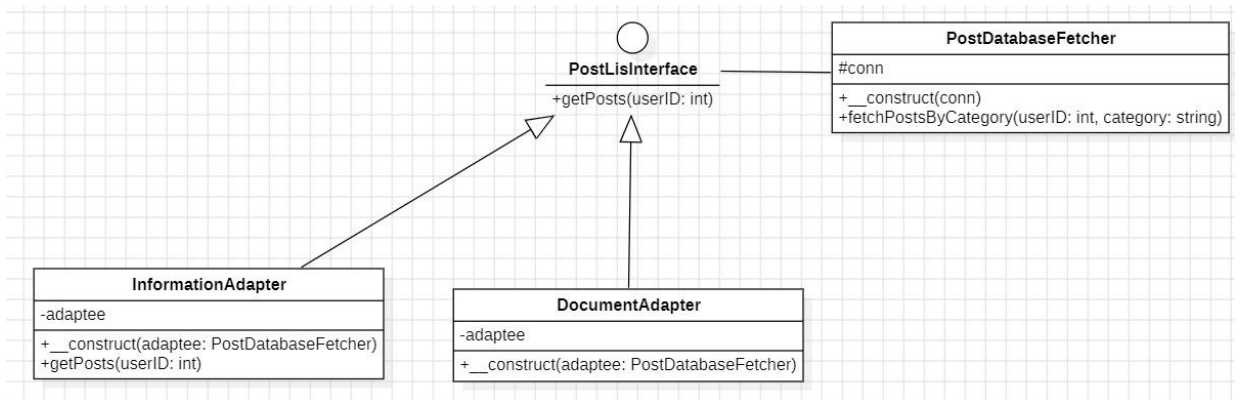 PostLisInterface
+getPosts(userID: int)
PostDatabaseFetcher
#conn
+__construct(conn)
+fetchPostsByCategory(userID: int, category: string)
InformationAdapter
-adaptee
+__construct(adaptee: PostDatabaseFetcher)
+getPosts(userID: int)
DocumentAdapter
-adaptee
+__construct(adaptee: PostDatabaseFetcher)